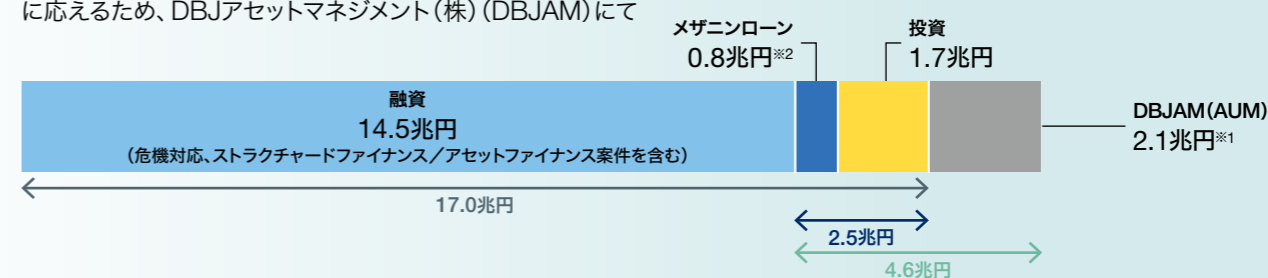 に応えるため、DBJアセットマネジメント（株）（DBJAM）にて
メザニンローン
0.8兆円※2
投資
1.7兆円
融資
14.5兆円
（危機対応、ストラクチャードファイナンス／アセットファイナンス案件を含む）
DBJAM（AUM）
2.1兆円※1
17.0兆円
2.5兆円
4.6兆円